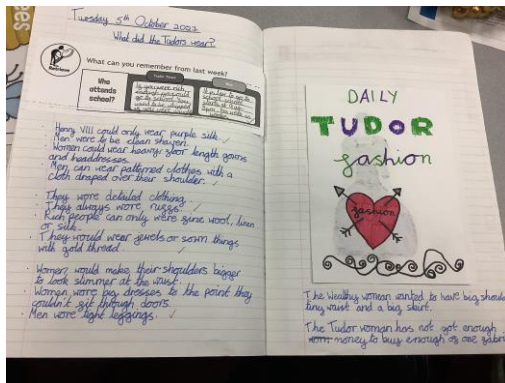 Tuesday 5th October 2002
What did the Tudors wear?
What can you remember from last week?
Who attends school?
Henry VIII could only wear purple silk.
Men were to be clean shaven.
Women could wear heavy, floor length gowns
and headdresses.
Men can wear patterned clothes with a
cloth draped over their shoulder.
They wore detailed clothing.
They always wore ruffs.
Rich people can only were fine wool, linen
or silk.
They would wear jewels or sown things
with gold thread.
Women would make their shoulders bigger
to look slimmer at the waist.
Women wore big dresses to the point they
couldn't get through doors.
Men wore tight leggings.
DAILY
TUDOR
fashion
fashion
The Wealthy woman wanted to have big
tiny waist and a big skirt.
The Tudor woman has not got enough
money to buy enough of one